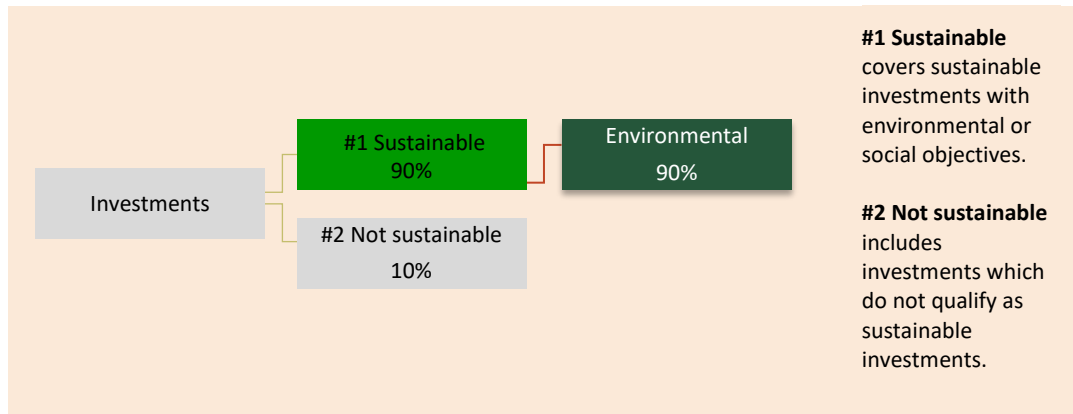 Investments
#1 Sustainable
90%
#2 Not sustainable
10%
Environmental
90%
#1 Sustainable
covers sustainable
investments with
environmental or
social objectives.
#2 Not sustainable
includes
investments which
do not qualify as
sustainable
investments.